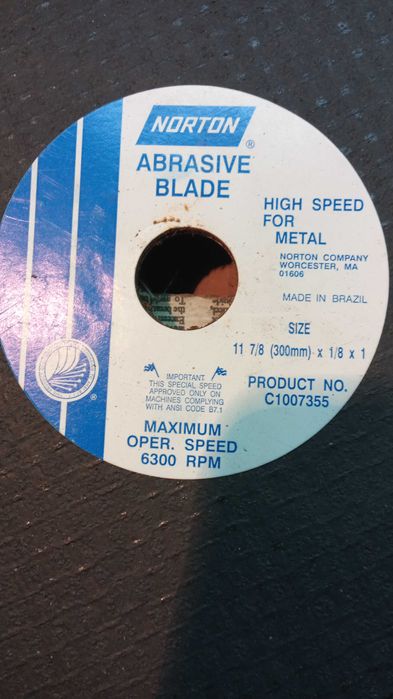 NORTON
®
ABRASIVE
BLADE
HIGH SPEED
FOR
METAL
NORTON COMPANY
WORCESTER, MA
01606
MADE IN BRAZIL
SIZE
11 7/8 (300mm) x 1/8 x 1
PRODUCT NO.
C1007355
IMPORTANT
THIS SPECIAL SPEED
APPROVED ONLY ON
MACHINES COMPLYING
WITH ANSI CODE B7.1
®
MAXIMUM
OPER. SPEED
6300 RPM